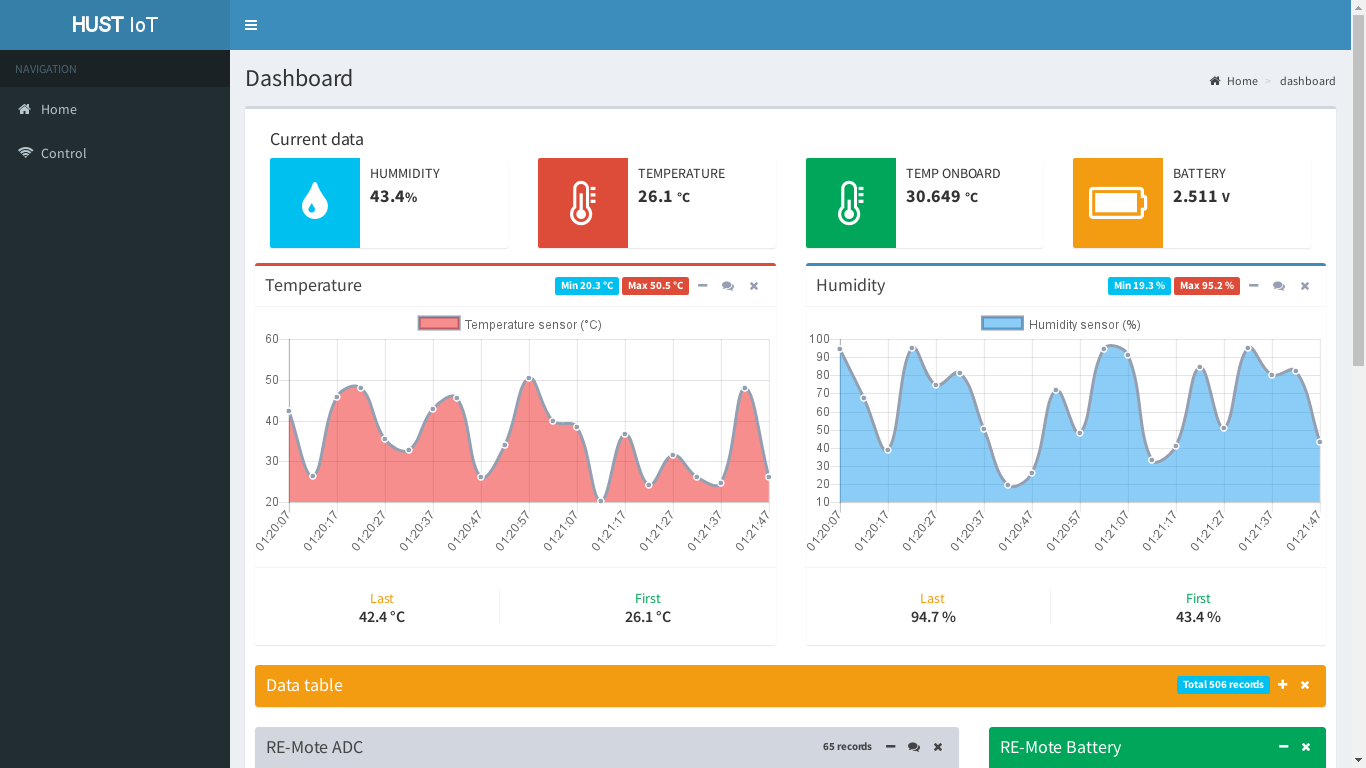 HUST IoT
NAVIGATION
Home
Control
Dashboard
Home > dashboard
Current data
HUMMIDITY
43.4%
TEMPERATURE
26.1 °C
TEMP ONBOARD
30.649 °C
BATTERY
2.511 V
Temperature
Min 20.3 °C Max 50.5 °C
Temperature sensor (°C)
60
50
40
30
20
01:20:07 01:20:17 01:20:27 01:20:37 01:20:47 01:20:57 01:21:07 01:21:17 01:21:27 01:21:37 01:21:47
Last
42.4 °C
First
26.1 °C
Humidity
Min 19.3 % Max 95.2 %
Humidity sensor (%)
100
90
80
70
60
50
40
30
20
10
01:20:07 01:20:17 01:20:27 01:20:37 01:20:47 01:20:57 01:21:07 01:21:17 01:21:27 01:21:37 01:21:47
Last
94.7 %
First
43.4 %
Data table
Total 506 records
RE-Mote ADC
65 records
RE-Mote Battery